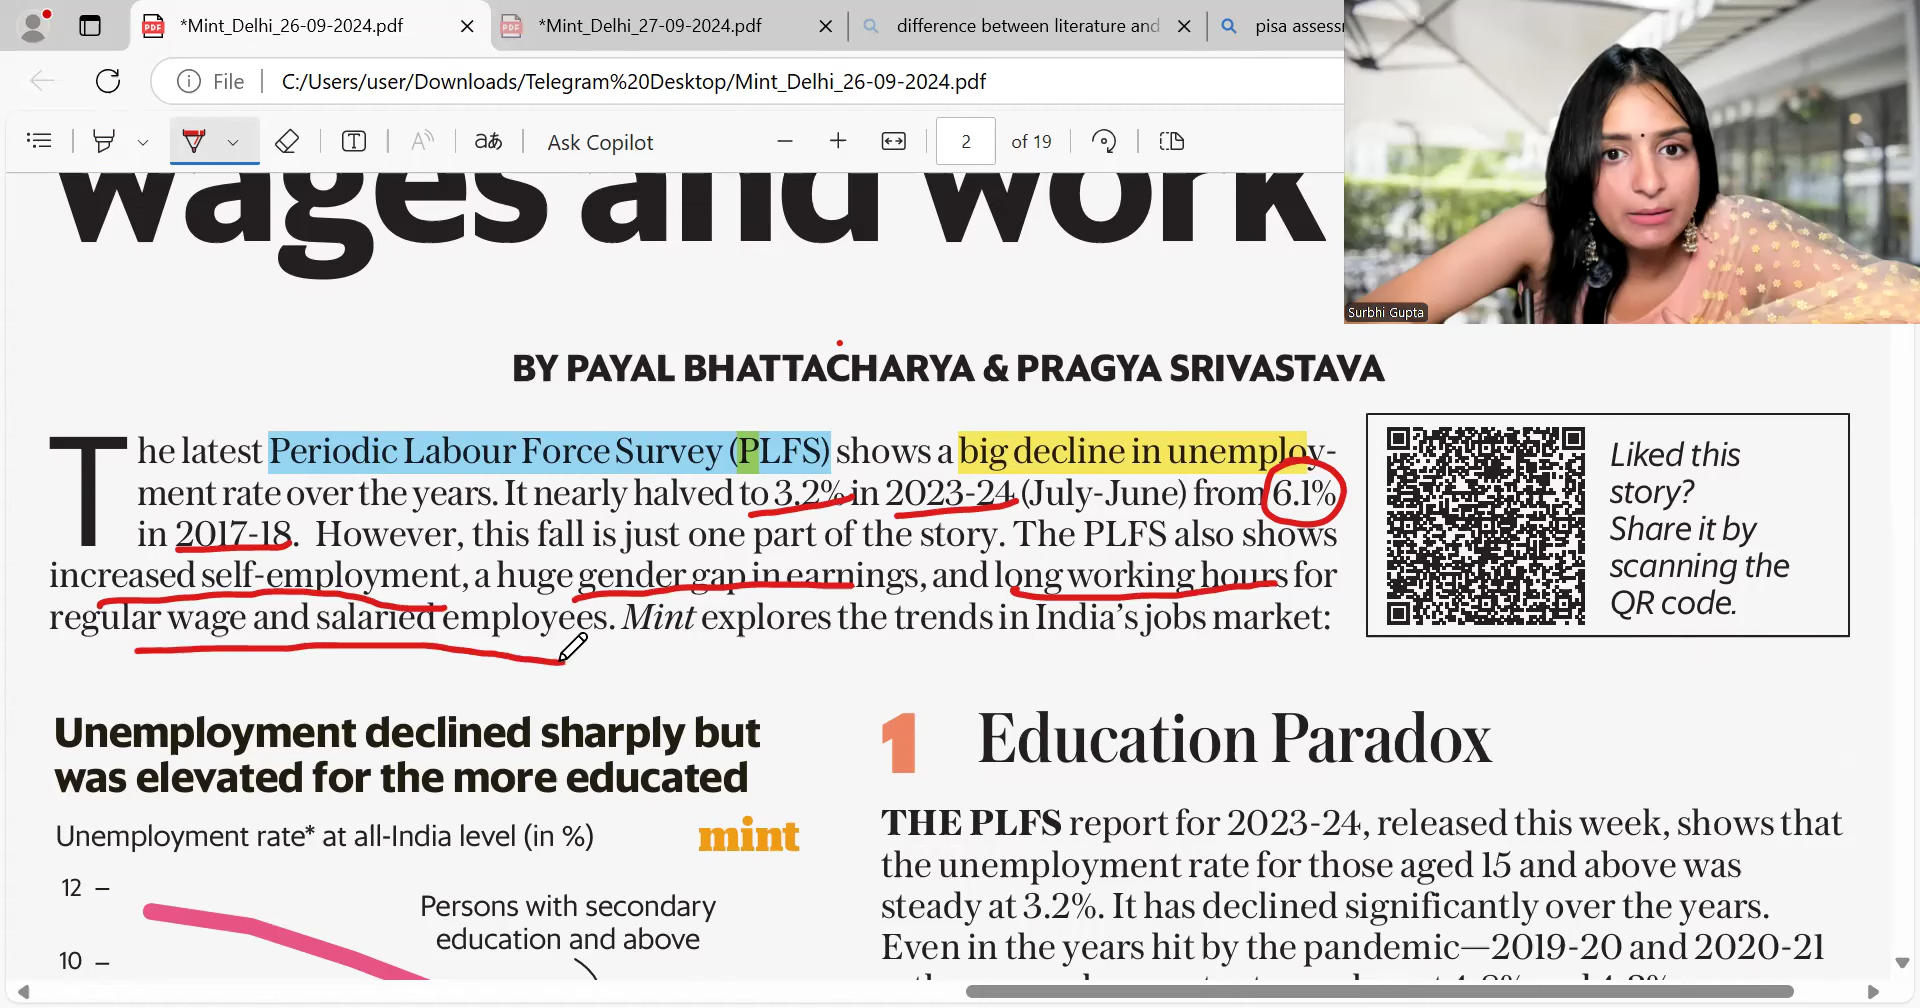 *Mint_Delhi_26-09-2024.pdf
*Mint_Delhi_27-09-2024.pdf
difference between literature and
pisa assessm
File
C:/Users/user/Downloads/Telegram%20Desktop/Mint_Delhi_26-09-2024.pdf
Ask Copilot
2
of 19
wages and work
Surbhi Gupta
BY PAYAL BHATTACHARYA & PRAGYA SRIVASTAVA
The latest Periodic Labour Force Survey (PLFS) shows a big decline in unemploy-
ment rate over the years. It nearly halved to 3.2% in 2023-24 (July-June) from 6.1%
in 2017-18. However, this fall is just one part of the story. The PLFS also shows
increased self-employment, a huge gender gap in earnings, and long working hours for
regular wage and salaried employees. Mint explores the trends in India’s jobs market:
Liked this
story?
Share it by
scanning the
QR code.
Unemployment declined sharply but
was elevated for the more educated
Unemployment rate* at all-India level (in %)
mint
12
Persons with secondary
education and above
10
1 Education Paradox
THE PLFS report for 2023-24, released this week, shows that
the unemployment rate for those aged 15 and above was
steady at 3.2%. It has declined significantly over the years.
Even in the years hit by the pandemic—2019-20 and 2020-21